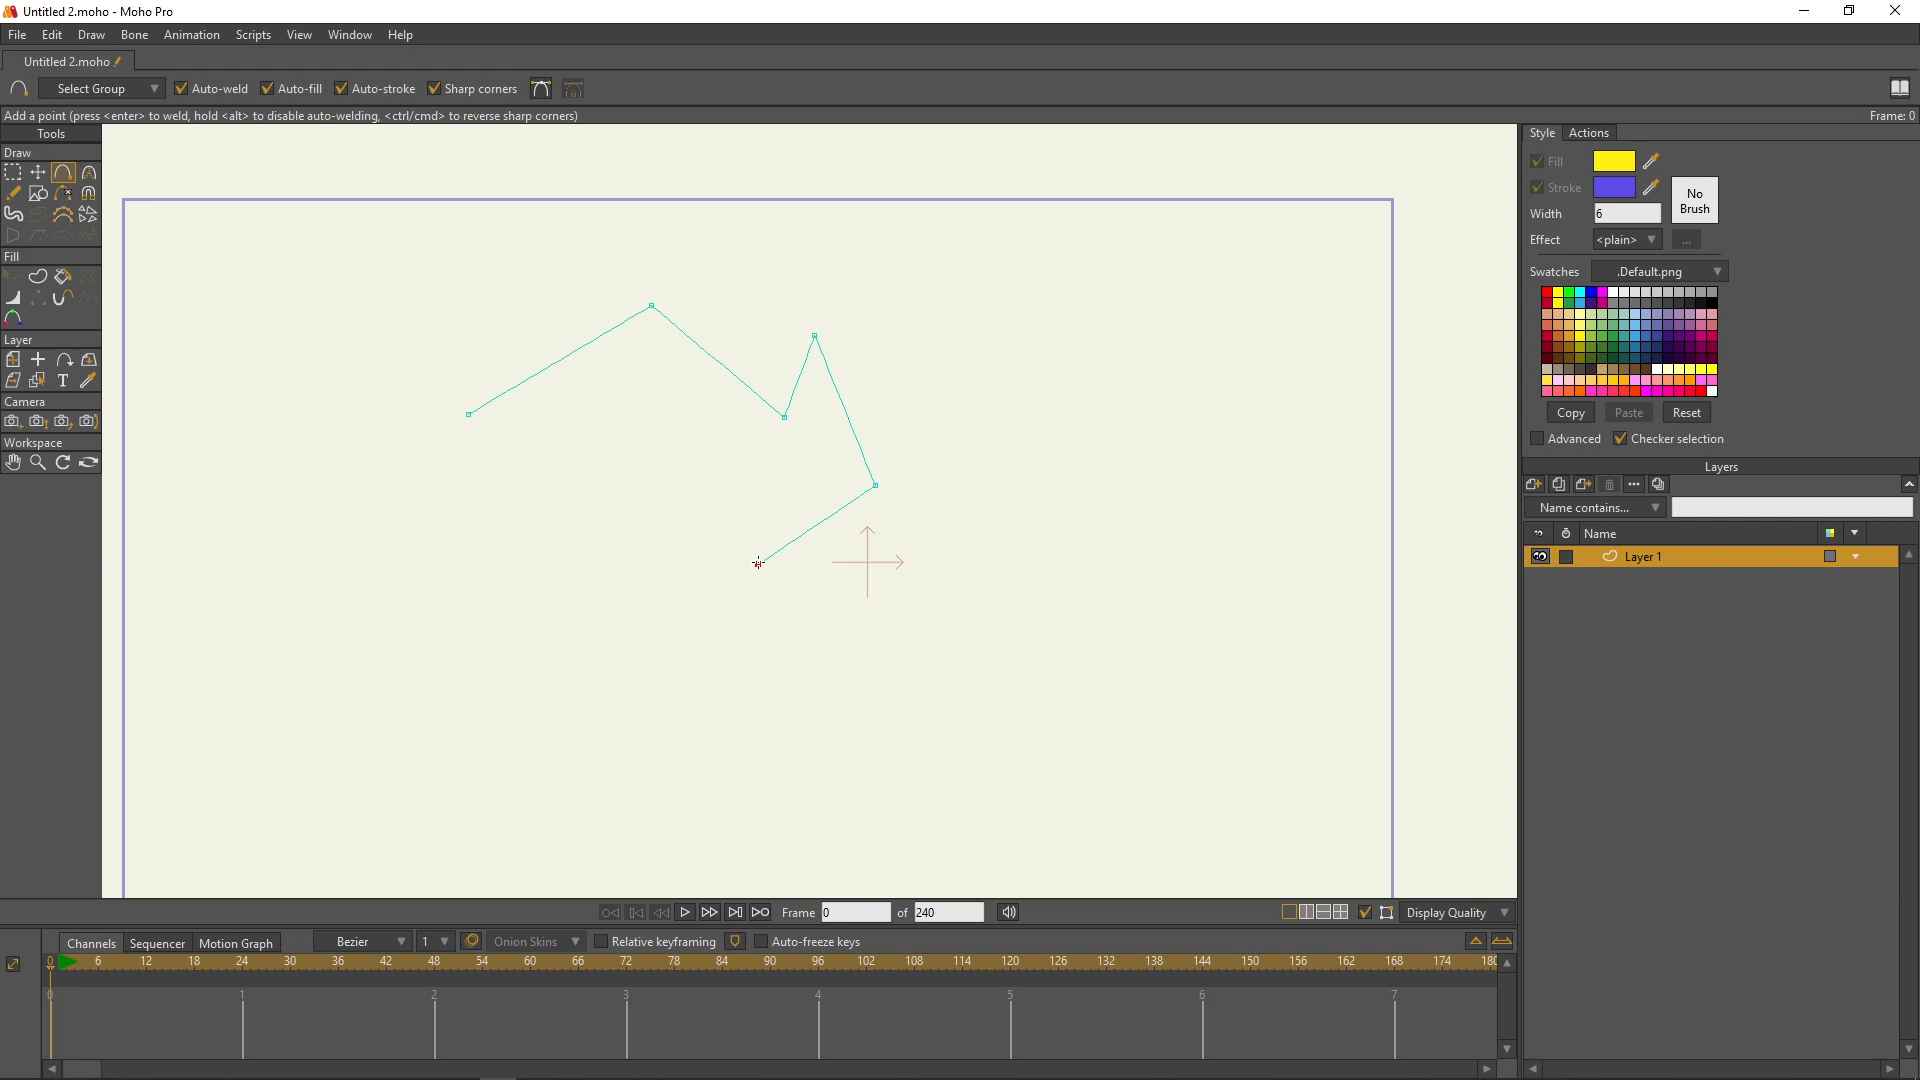 Untitled 2.moho - Moho Pro
File Edit Draw Bone Animation Scripts View Window Help
Untitled 2.moho
Select Group Auto-weld Auto-fill Auto-stroke Sharp corners
Add a point (press <enter> to weld, hold <alt> to disable auto-welding, <ctrl/cmd> to reverse sharp corners) Frame: 0
Tools
Draw
Fill
Layer
T
Camera
Workspace
Style Actions
Fill
Stroke
No
Brush
Width 6
Effect <plain> ...
Swatches .Default.png
Copy Paste Reset
Advanced Checker selection
Layers
Name contains...
Name
Layer 1
Frame 0 of 240 Display Quality
Channels Sequencer Motion Graph Bezier 1 Onion Skins Relative keyframing Auto-freeze keys
0 6 12 18 24 30 36 42 48 54 60 66 72 78 84 90 96 102 108 114 120 126 132 138 144 150 156 162 168 174 180
0 1 2 3 4 5 6 7